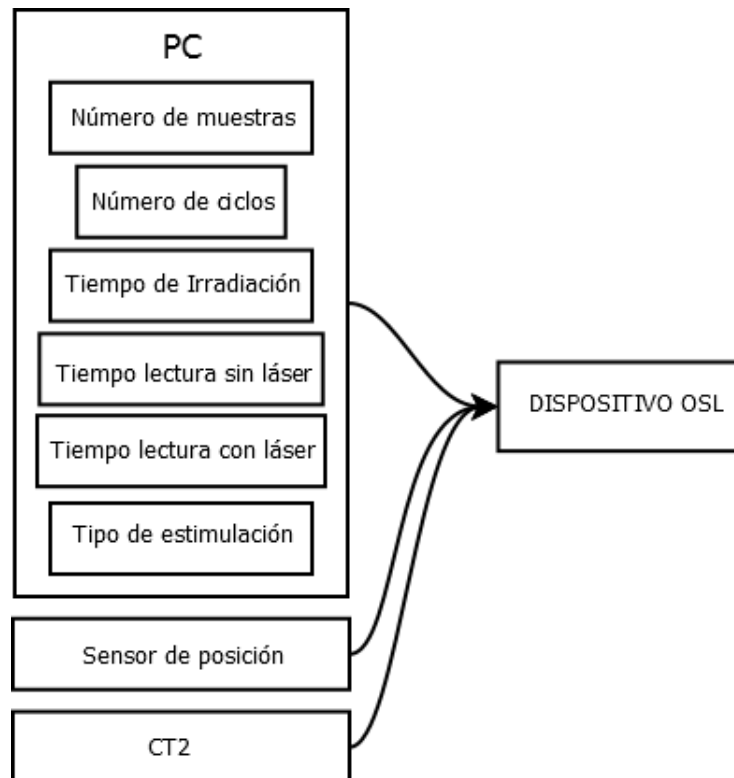 PC
Número de muestras
Número de ciclos
Tiempo de Irradiación
Tiempo lectura sin láser
Tiempo lectura con láser
Tipo de estimulación
DISPOSITIVO OSL
Sensor de posición
CT2